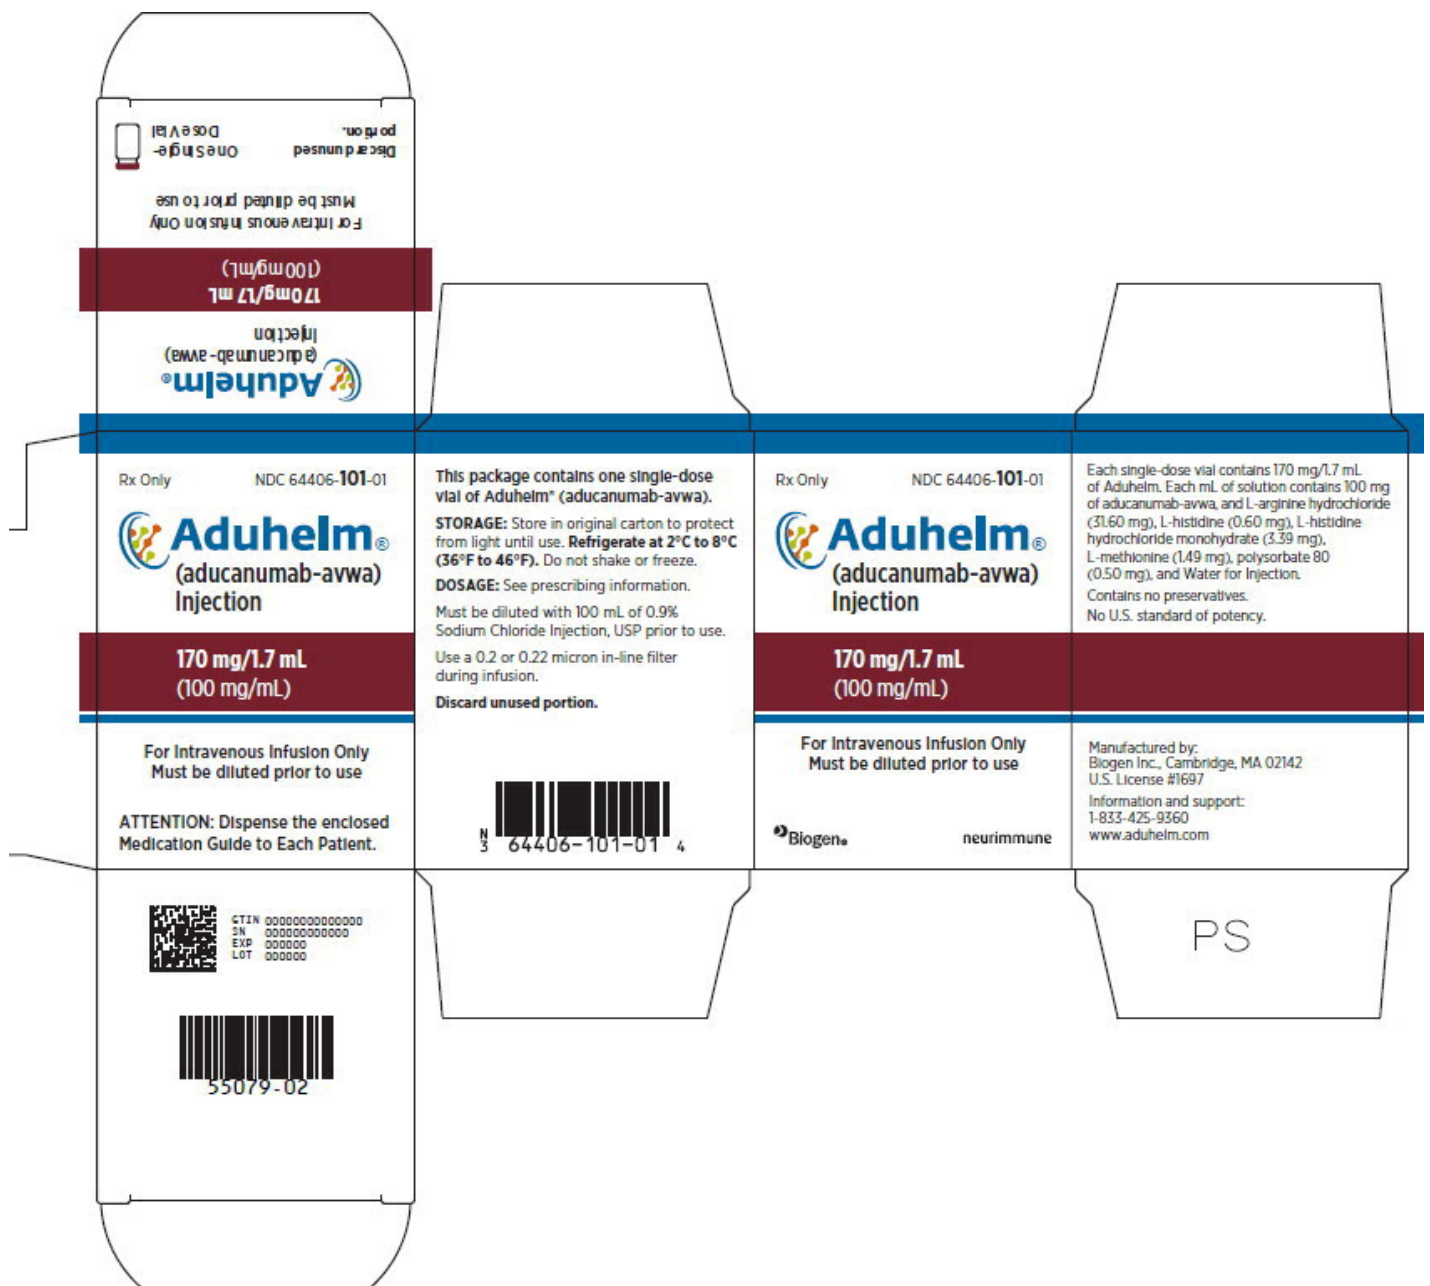 One Single-
Dose Vial
Discard unused
portion.
For Intravenous Infusion Only
Must be diluted prior to use
170 mg/1.7 mL
(100 mg/mL)
Aduhelm®
(aducanumab-avwa)
Injection
Rx Only NDC 64406-101-01
Aduhelm®
(aducanumab-avwa)
Injection
170 mg/1.7 mL
(100 mg/mL)
For Intravenous Infusion Only
Must be diluted prior to use
ATTENTION: Dispense the enclosed
Medication Guide to Each Patient.
GTIN 00000000000000
SN 000000000000
EXP 000000
LOT 000000
55079-02
This package contains one single-dose
vial of Aduhelm® (aducanumab-avwa).
STORAGE: Store in original carton to protect
from light until use. Refrigerate at 2°C to 8°C
(36°F to 46°F). Do not shake or freeze.
DOSAGE: See prescribing information.
Must be diluted with 100 mL of 0.9%
Sodium Chloride Injection, USP prior to use.
Use a 0.2 or 0.22 micron in-line filter
during infusion.
Discard unused portion.
N
3 64406-101-01 4
Rx Only NDC 64406-101-01
Aduhelm®
(aducanumab-avwa)
Injection
170 mg/1.7 mL
(100 mg/mL)
For Intravenous Infusion Only
Must be diluted prior to use
Biogen® neurimmune
Each single-dose vial contains 170 mg/1.7 mL
of Aduhelm. Each mL of solution contains 100 mg
of aducanumab-avwa, and L-arginine hydrochloride
(31.60 mg), L-histidine (0.60 mg), L-histidine
hydrochloride monohydrate (3.39 mg),
L-methionine (1.49 mg), polysorbate 80
(0.50 mg), and Water for Injection.
Contains no preservatives.
No U.S. standard of potency.
Manufactured by:
Biogen Inc., Cambridge, MA 02142
U.S. License #1697
Information and support:
1-833-425-9360
www.aduhelm.com
PS